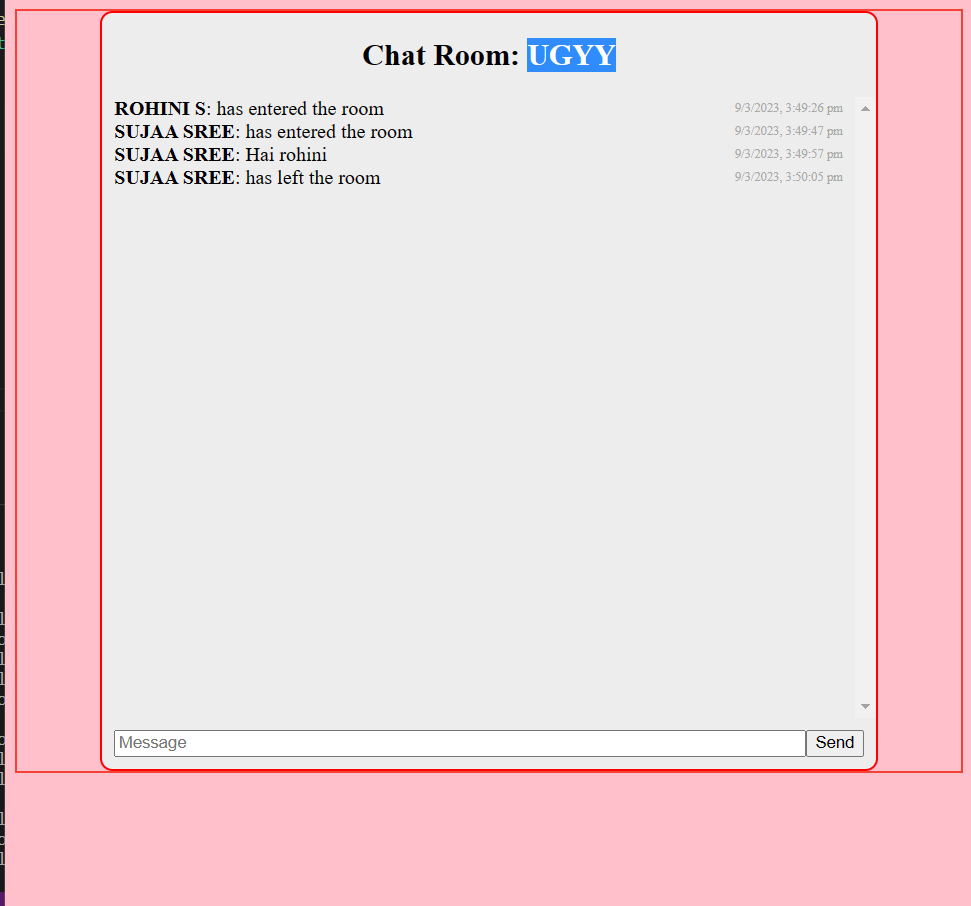 Chat Room: UGYY
ROHINI S: has entered the room 9/3/2023, 3:49:26 pm
SUJAA SREE: has entered the room 9/3/2023, 3:49:47 pm
SUJAA SREE: Hai rohini 9/3/2023, 3:49:57 pm
SUJAA SREE: has left the room 9/3/2023, 3:50:05 pm
Message Send